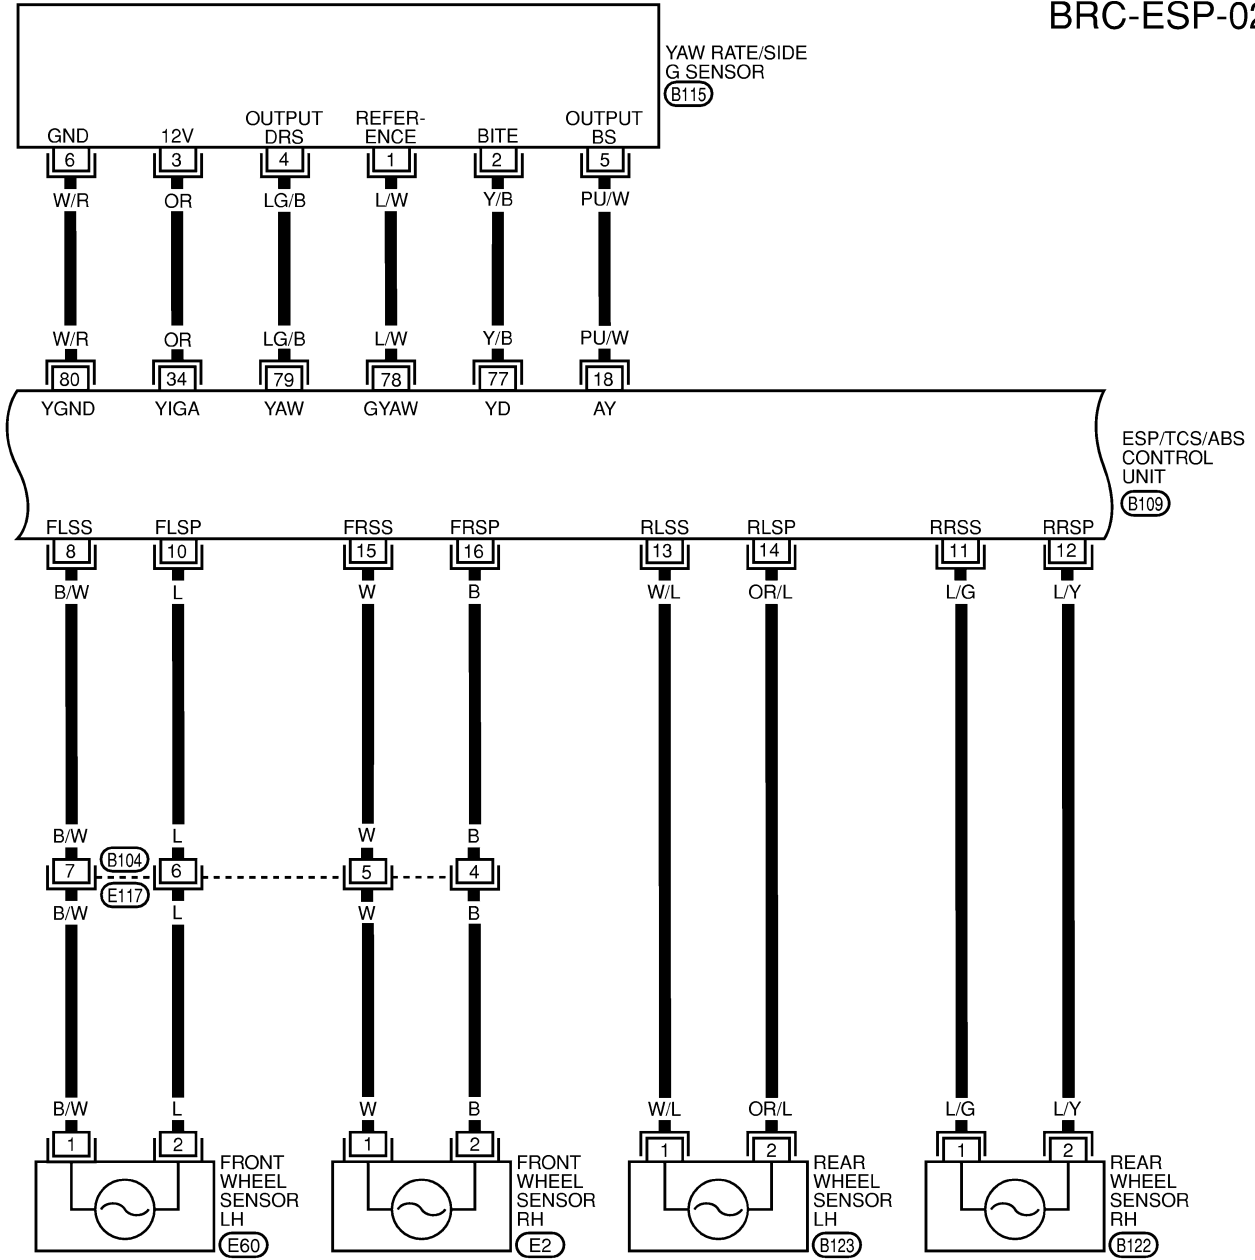 BRC-ESP-02
YAW RATE/SIDE
G SENSOR
B115
GND 12V OUTPUT DRS REFER-ENCE BITE OUTPUT BS
6 3 4 1 2 5
W/R OR LG/B L/W Y/B PU/W
W/R OR LG/B L/W Y/B PU/W
80 34 79 78 77 18
YGND YIGA YAW GYAW YD AY
ESP/TCS/ABS
CONTROL
UNIT
B109
FLSS FLSP FRSS FRSP RLSS RLSP RRSS RRSP
8 10 15 16 13 14 11 12
B/W L W B W/L OR/L L/G L/Y
B/W L W B
B104
7 6 5 4
E117
B/W L W B
B/W L W B W/L OR/L L/G L/Y
1 2 1 2 1 2 1 2
FRONT
WHEEL
SENSOR
LH
E60
FRONT
WHEEL
SENSOR
RH
E2
REAR
WHEEL
SENSOR
LH
B123
REAR
WHEEL
SENSOR
RH
B122